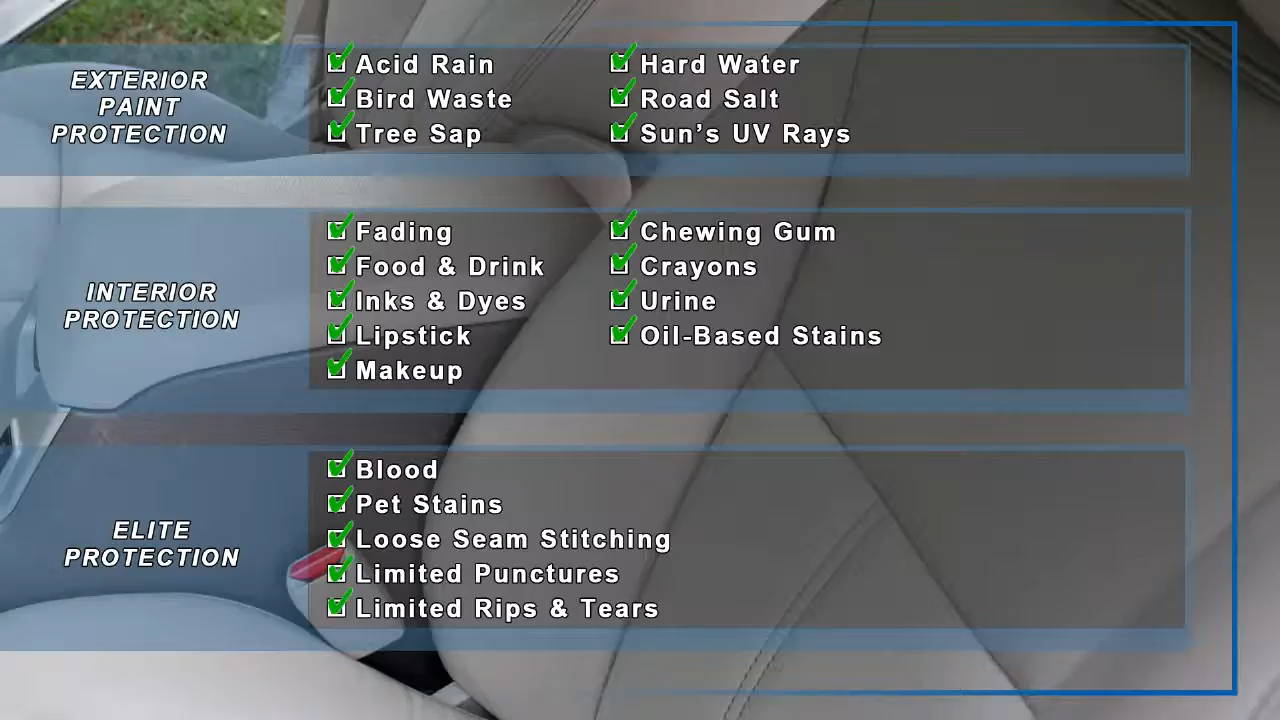 EXTERIOR
PAINT
PROTECTION
Acid Rain
Bird Waste
Tree Sap
Hard Water
Road Salt
Sun’s UV Rays
INTERIOR
PROTECTION
Fading
Food & Drink
Inks & Dyes
Lipstick
Makeup
Chewing Gum
Crayons
Urine
Oil-Based Stains
ELITE
PROTECTION
Blood
Pet Stains
Loose Seam Stitching
Limited Punctures
Limited Rips & Tears